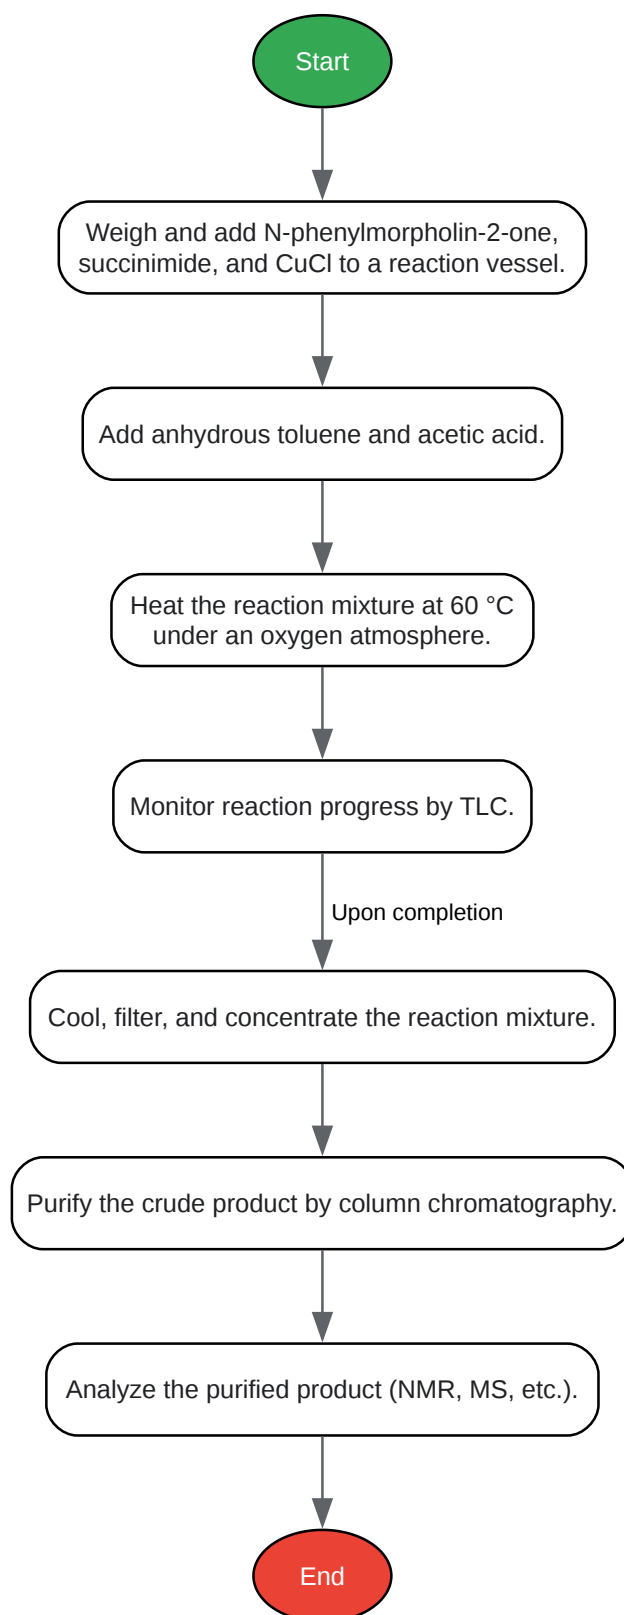 Start
Weigh and add N-phenylmorpholin-2-one,
succinimide, and CuCl to a reaction vessel.
Add anhydrous toluene and acetic acid.
Heat the reaction mixture at 60 °C
under an oxygen atmosphere.
Monitor reaction progress by TLC.
Upon completion
Cool, filter, and concentrate the reaction mixture.
Purify the crude product by column chromatography.
Analyze the purified product (NMR, MS, etc.).
End